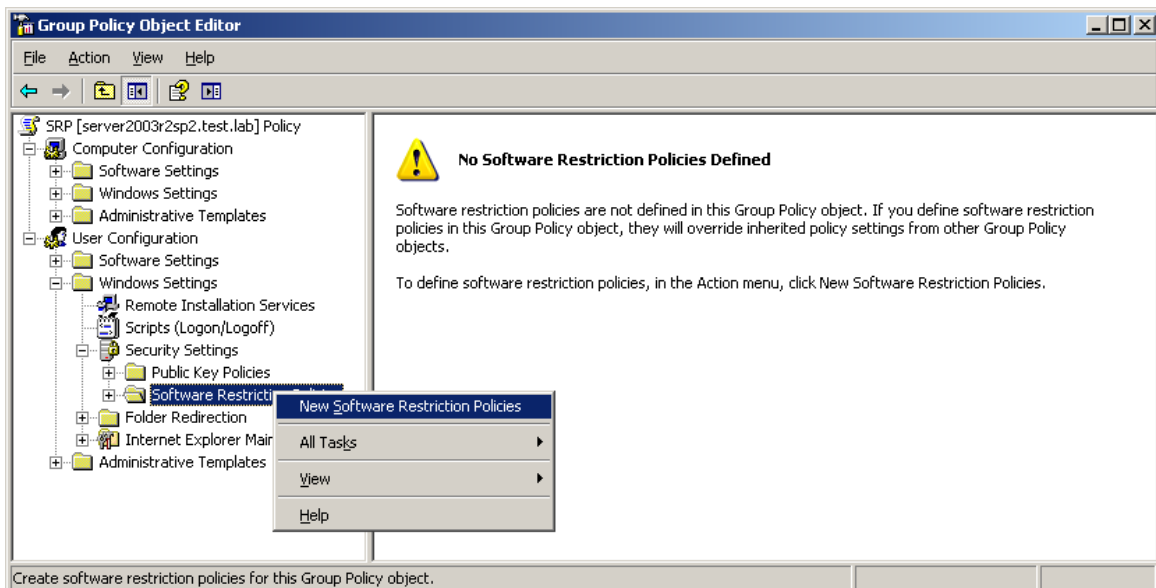 Group Policy Object Editor
File Action View Help
SRP [server2003r2sp2.test.lab] Policy
Computer Configuration
Software Settings
Windows Settings
Administrative Templates
User Configuration
Software Settings
Windows Settings
Remote Installation Services
Scripts (Logon/Logoff)
Security Settings
Public Key Policies
Software Restriction
Folder Redirection
Internet Explorer Mair
Administrative Templates
New Software Restriction Policies
All Tasks
View
Help
No Software Restriction Policies Defined
Software restriction policies are not defined in this Group Policy object. If you define software restriction
policies in this Group Policy object, they will override inherited policy settings from other Group Policy
objects.
To define software restriction policies, in the Action menu, click New Software Restriction Policies.
Create software restriction policies for this Group Policy object.